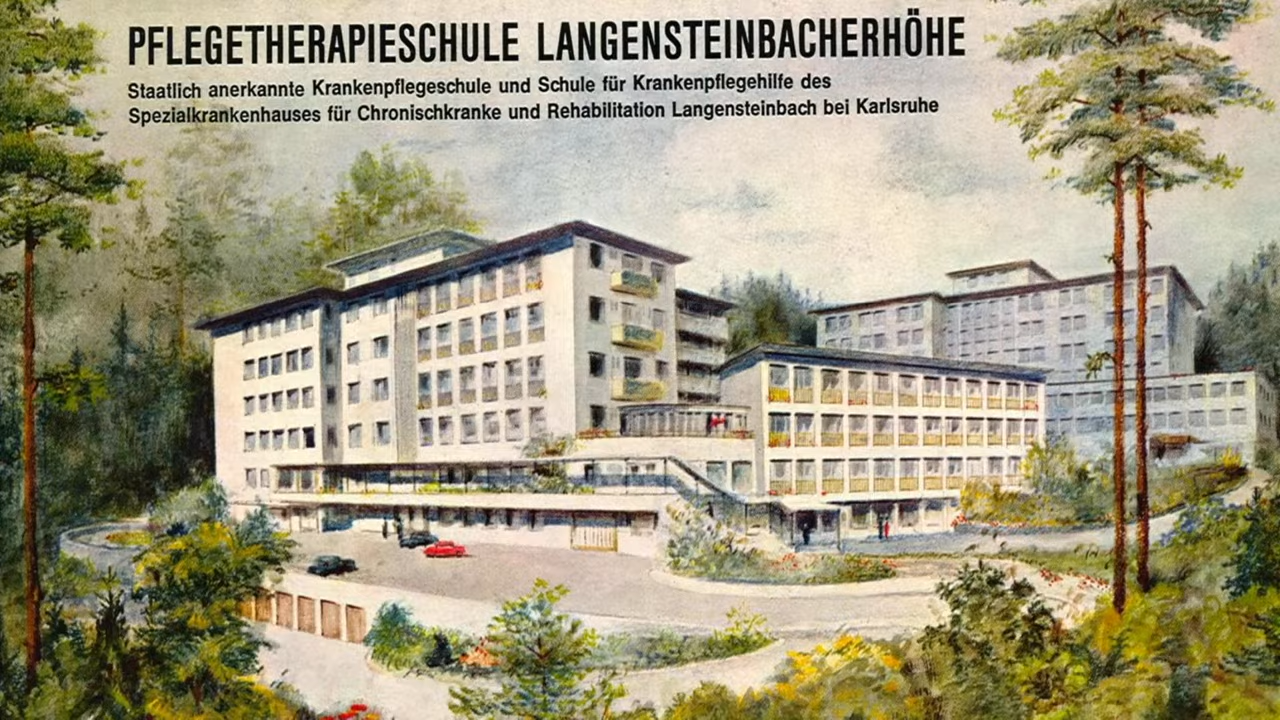 PFLEGETHERAPIESCHULE LANGENSTEINBACHERHÖHE
Staatlich anerkannte Krankenpflegeschule und Schule für Krankenpflegehilfe des
Spezialkrankenhauses für Chronischkranke und Rehabilitation Langensteinbach bei Karlsruhe